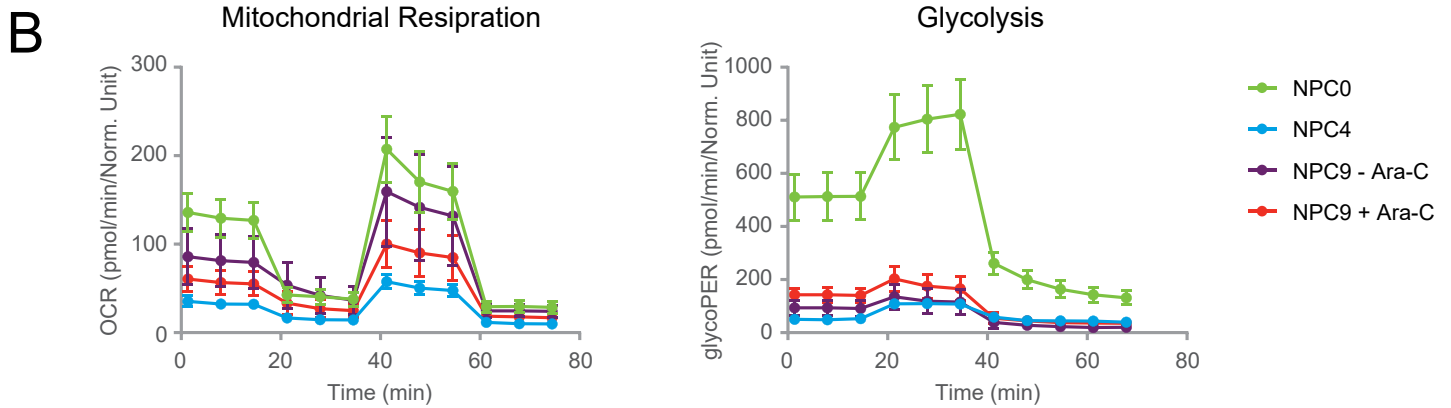 B
Mitochondrial Resipration
OCR (pmol/min/Norm. Unit)
300
200
100
0
0 20 40 60 80
Time (min)
Glycolysis
glycoPER (pmol/min/Norm. Unit)
1000
800
600
400
200
0
0 20 40 60 80
Time (min)
NPC0
NPC4
NPC9 - Ara-C
NPC9 + Ara-C